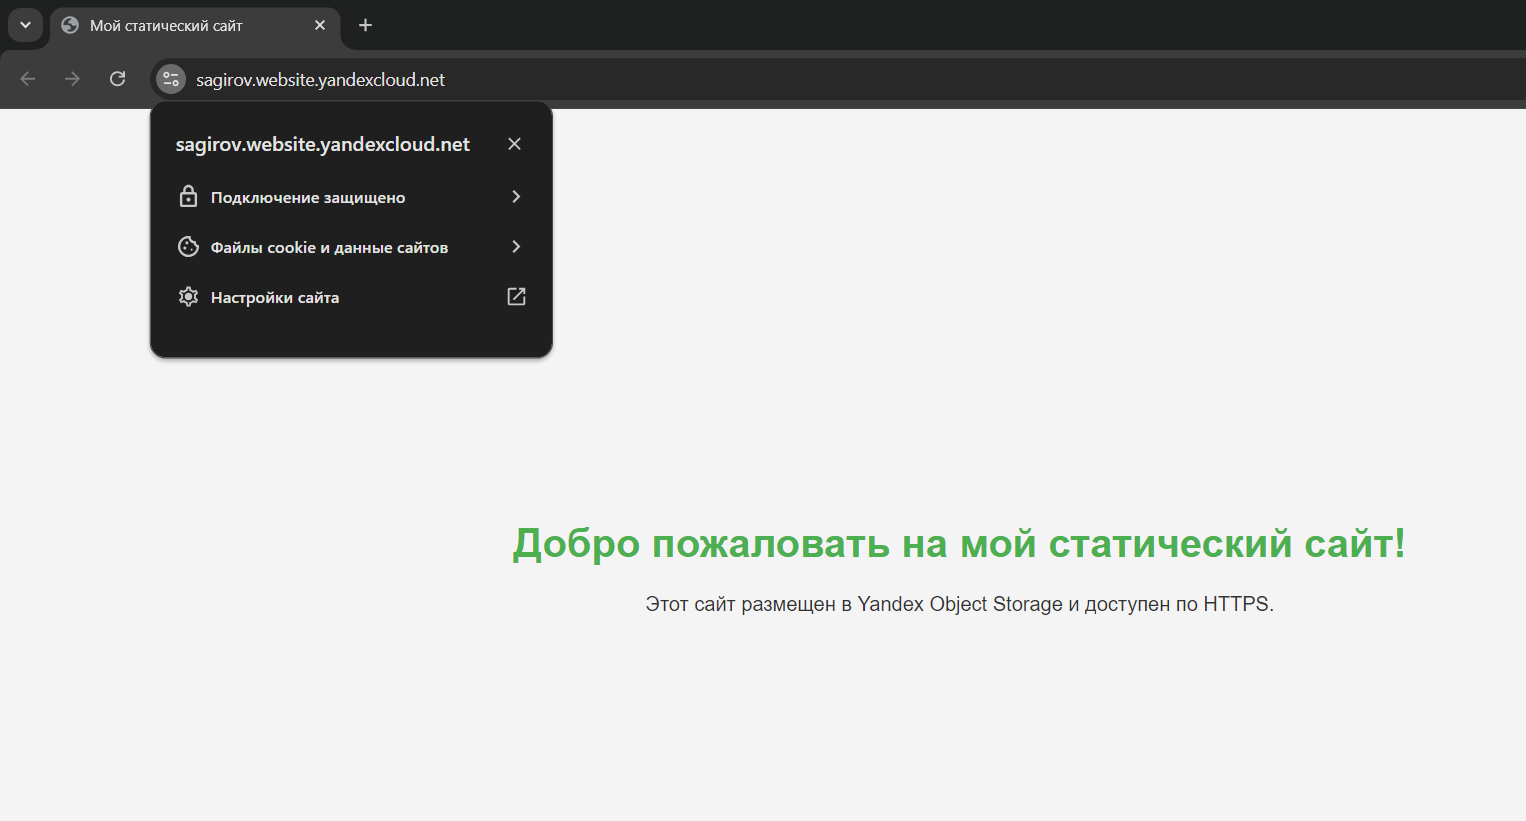 Мой статический сайт
sagirov.website.yandexcloud.net
sagirov.website.yandexcloud.net
Подключение защищено
Файлы cookie и данные сайтов
Настройки сайта
Добро пожаловать на мой статический сайт!
Этот сайт размещен в Yandex Object Storage и доступен по HTTPS.